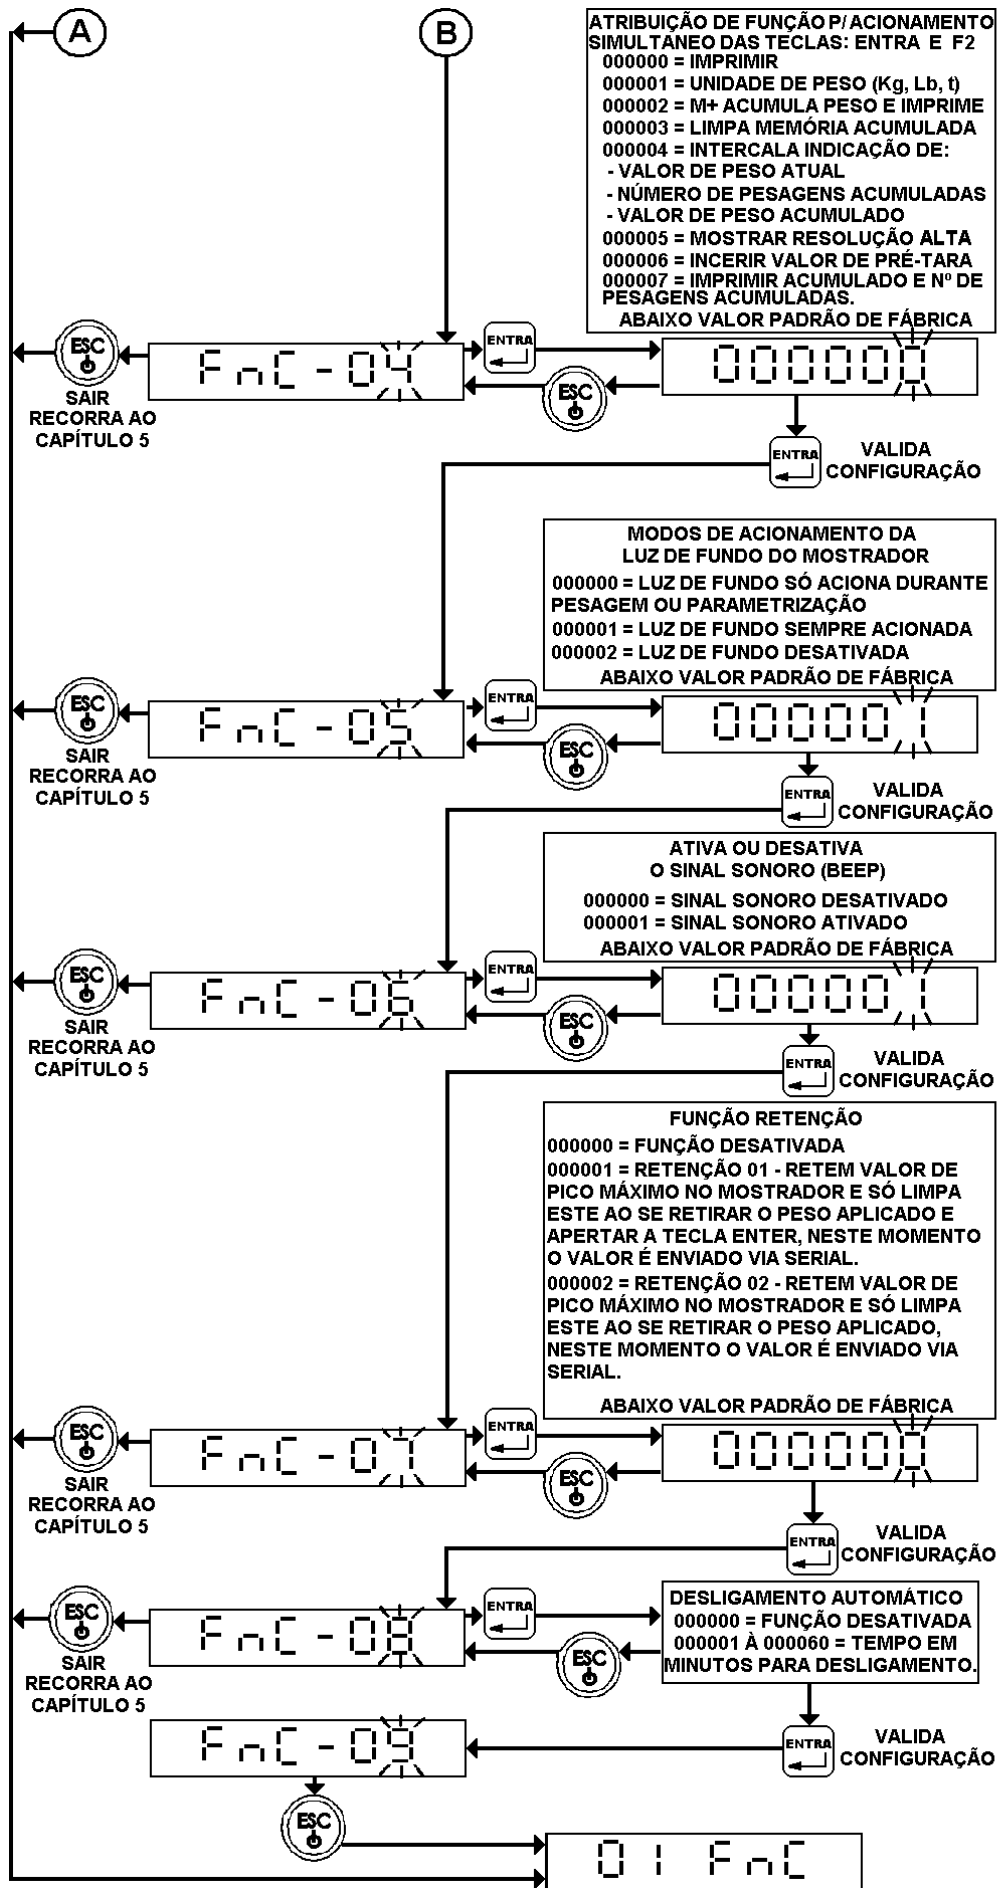 A
B
ATRIBUIÇÃO DE FUNÇÃO P/ ACIONAMENTO
SIMULTANEO DAS TECLAS: ENTRA E F2
000000 = IMPRIMIR
000001 = UNIDADE DE PESO (Kg, Lb, t)
000002 = M+ ACUMULA PESO E IMPRIME
000003 = LIMPA MEMÓRIA ACUMULADA
000004 = INTERCALA INDICAÇÃO DE:
- VALOR DE PESO ATUAL
- NÚMERO DE PESAGENS ACUMULADAS
- VALOR DE PESO ACUMULADO
000005 = MOSTRAR RESOLUÇÃO ALTA
000006 = INCERIR VALOR DE PRÉ-TARA
000007 = IMPRIMIR ACUMULADO E Nº DE
PESAGENS ACUMULADAS.
ABAIXO VALOR PADRÃO DE FÁBRICA
ESC
SAIR
RECORRA AO
CAPÍTULO 5
FnC-04
ENTRA
ESC
000000
ENTRA
VALIDA
CONFIGURAÇÃO
MODOS DE ACIONAMENTO DA
LUZ DE FUNDO DO MOSTRADOR
000000 = LUZ DE FUNDO SÓ ACIONA DURANTE
PESAGEM OU PARAMETRIZAÇÃO
000001 = LUZ DE FUNDO SEMPRE ACIONADA
000002 = LUZ DE FUNDO DESATIVADA
ABAIXO VALOR PADRÃO DE FÁBRICA
ESC
SAIR
RECORRA AO
CAPÍTULO 5
FnC-05
ENTRA
ESC
000001
ENTRA
VALIDA
CONFIGURAÇÃO
ATIVA OU DESATIVA
O SINAL SONORO (BEEP)
000000 = SINAL SONORO DESATIVADO
000001 = SINAL SONORO ATIVADO
ABAIXO VALOR PADRÃO DE FÁBRICA
ESC
SAIR
RECORRA AO
CAPÍTULO 5
FnC-06
ENTRA
ESC
000001
ENTRA
VALIDA
CONFIGURAÇÃO
FUNÇÃO RETENÇÃO
000000 = FUNÇÃO DESATIVADA
000001 = RETENÇÃO 01 - RETEM VALOR DE
PICO MÁXIMO NO MOSTRADOR E SÓ LIMPA
ESTE AO SE RETIRAR O PESO APLICADO E
APERTAR A TECLA ENTER, NESTE MOMENTO
O VALOR É ENVIADO VIA SERIAL.
000002 = RETENÇÃO 02 - RETEM VALOR DE
PICO MÁXIMO NO MOSTRADOR E SÓ LIMPA
ESTE AO SE RETIRAR O PESO APLICADO,
NESTE MOMENTO O VALOR É ENVIADO VIA
SERIAL.
ABAIXO VALOR PADRÃO DE FÁBRICA
ESC
SAIR
RECORRA AO
CAPÍTULO 5
FnC-07
ENTRA
ESC
000000
ENTRA
VALIDA
CONFIGURAÇÃO
ESC
SAIR
RECORRA AO
CAPÍTULO 5
FnC-08
ENTRA
ESC
DESLIGAMENTO AUTOMÁTICO
000000 = FUNÇÃO DESATIVADA
000001 À 000060 = TEMPO EM
MINUTOS PARA DESLIGAMENTO.
FnC-09
ENTRA
VALIDA
CONFIGURAÇÃO
ESC
01 FnC